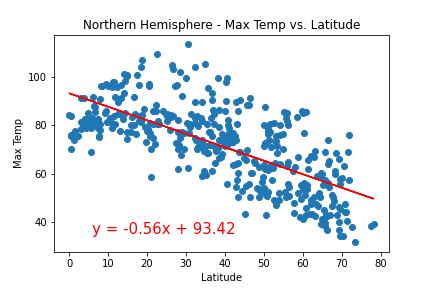 Northern Hemisphere - Max Temp vs. Latitude
100
80
60
40
Max Temp
y = -0.56x + 93.42
0 10 20 30 40 50 60 70 80
Latitude